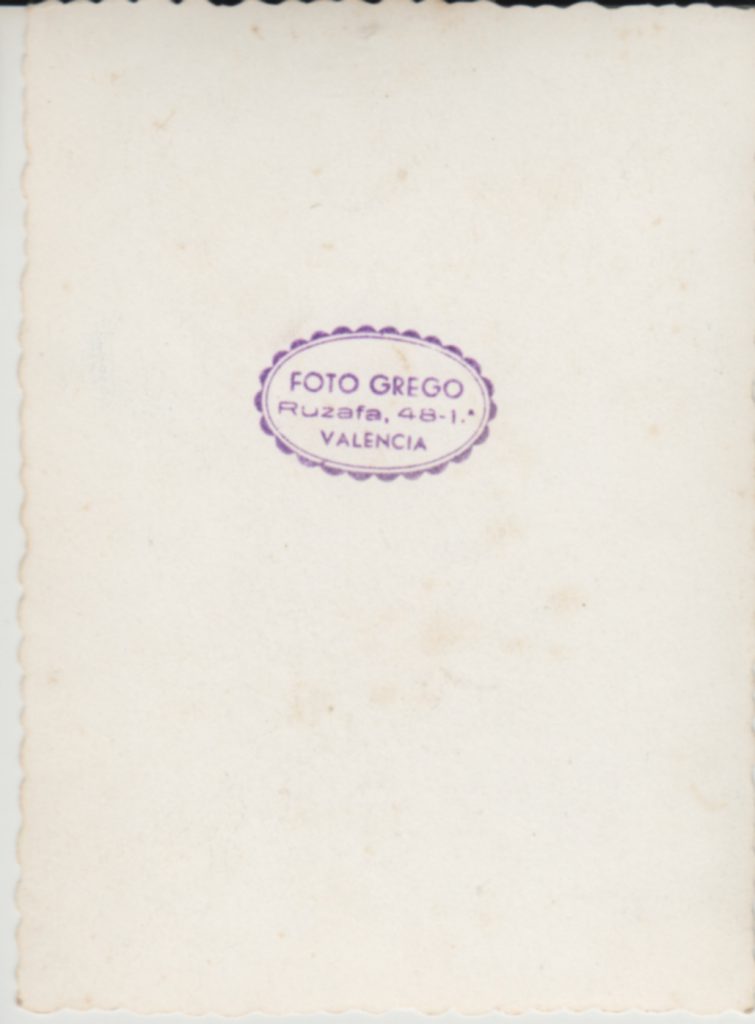 FOTO GREGO
Ruzafa, 48-1.ª
VALENCIA